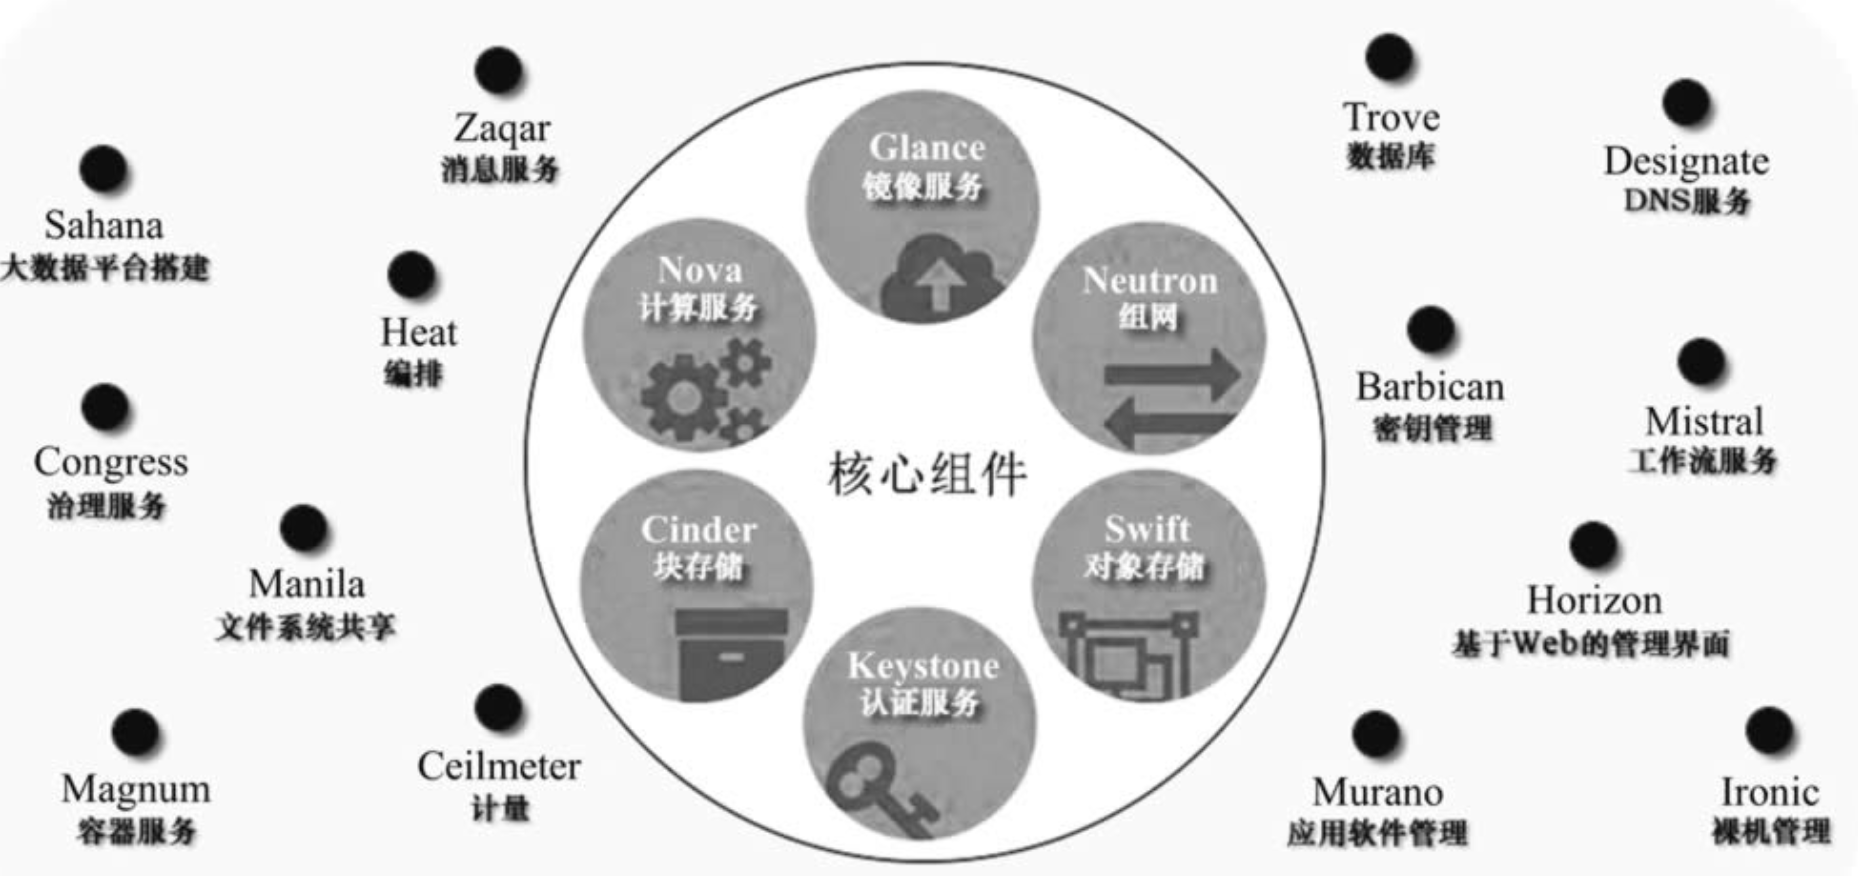 Zaqar
消息服务
Sahana
大数据平台搭建
Heat
编排
Congress
治理服务
Manila
文件系统共享
Magnum
容器服务
Ceilmeter
计量
Glance
镜像服务
Nova
计算服务
Neutron
组网
核心组件
Cinder
块存储
Swift
对象存储
Keystone
认证服务
Trove
数据库
Designate
DNS服务
Barbican
密钥管理
Mistral
工作流服务
Horizon
基于Web的管理界面
Murano
应用软件管理
Ironic
裸机管理